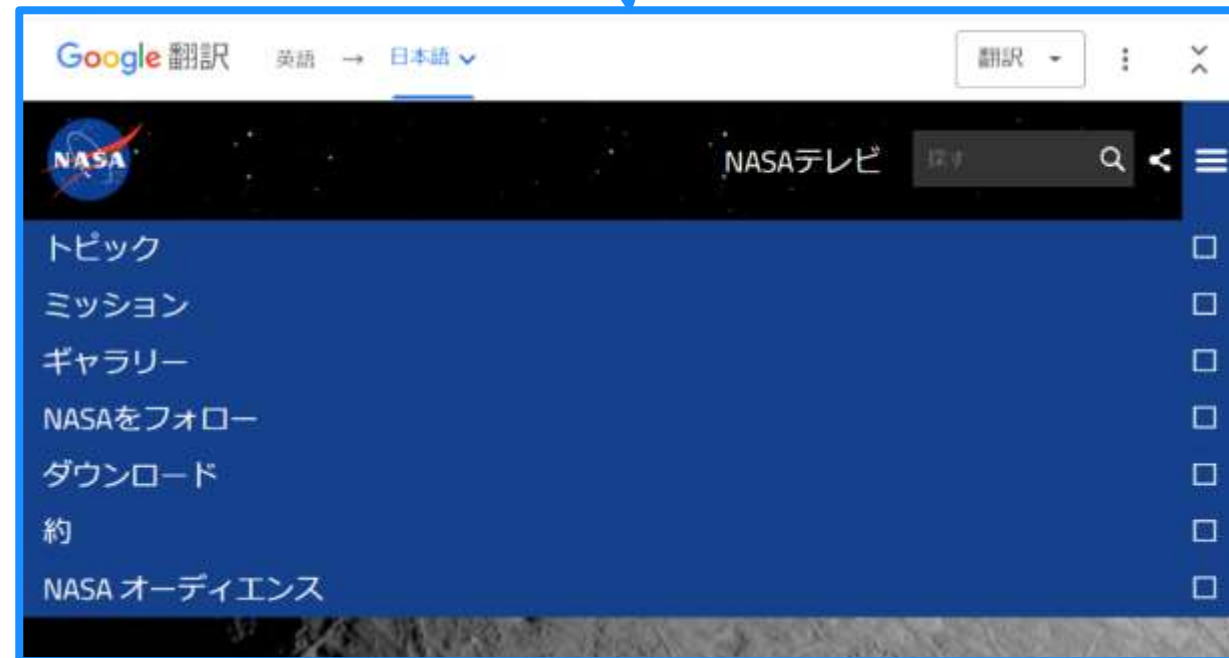 Google 翻訳 英語 → 日本語 翻訳
NASA NASAテレビ 探す
トピック
ミッション
ギャラリー
NASAをフォロー
ダウンロード
約
NASA オーディエンス